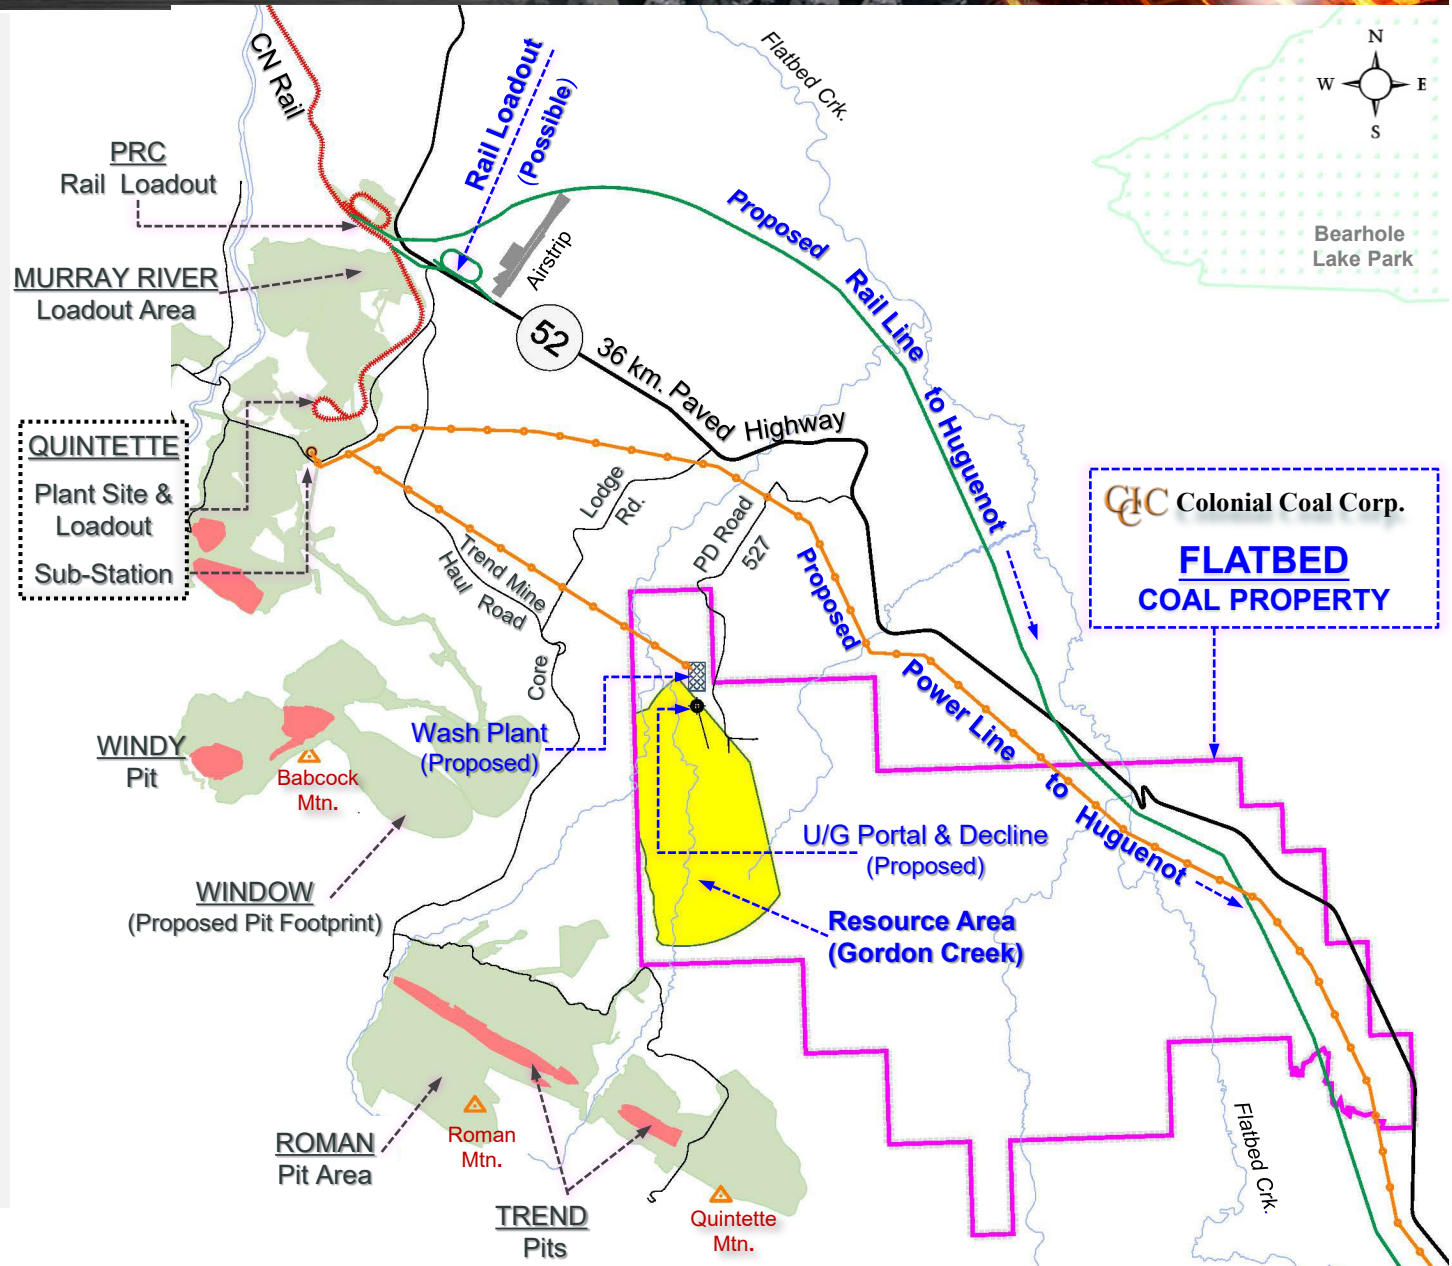 CN Rail
Flatbed Crk.
Rail Loadout
(Possible)
N
W
E
S
PRC
Rail Loadout
Proposed Rail Line to Huguenot
Bearhole
Lake Park
Airstrip
MURRAY RIVER
Loadout Area
52
36 km. Paved Highway
QUINTETTE
Plant Site &
Loadout
Sub-Station
Lodge
Rd.
PD Road
527
Trend Mine
Haul Road
CCC Colonial Coal Corp.
FLATBED
COAL PROPERTY
Proposed Power Line to Huguenot
Core
WINDY
Pit
Babcock
Mtn.
Wash Plant
(Proposed)
U/G Portal & Decline
(Proposed)
WINDOW
(Proposed Pit Footprint)
Resource Area
(Gordon Creek)
ROMAN
Pit Area
Roman
Mtn.
Flatbed Crk.
TREND
Pits
Quintette
Mtn.